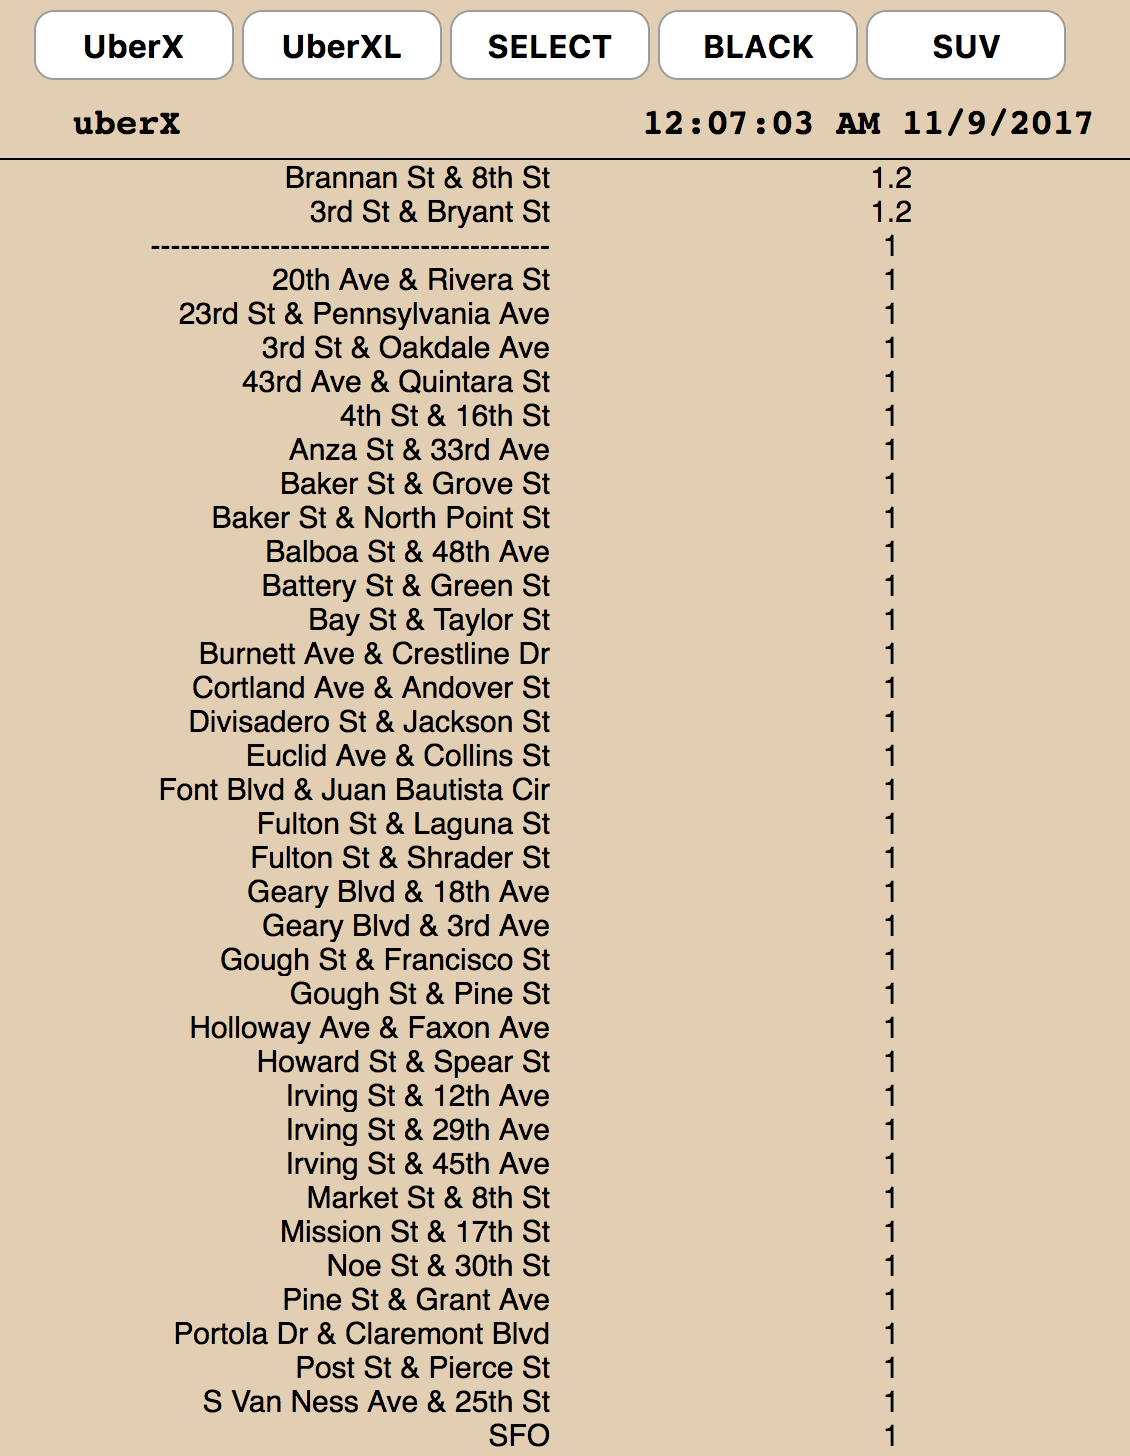 UberX UberXL SELECT BLACK SUV
uberX 12:07:03 AM 11/9/2017
Brannan St & 8th St 1.2
3rd St & Bryant St 1.2
---------------------------------------- 1
20th Ave & Rivera St 1
23rd St & Pennsylvania Ave 1
3rd St & Oakdale Ave 1
43rd Ave & Quintara St 1
4th St & 16th St 1
Anza St & 33rd Ave 1
Baker St & Grove St 1
Baker St & North Point St 1
Balboa St & 48th Ave 1
Battery St & Green St 1
Bay St & Taylor St 1
Burnett Ave & Crestline Dr 1
Cortland Ave & Andover St 1
Divisadero St & Jackson St 1
Euclid Ave & Collins St 1
Font Blvd & Juan Bautista Cir 1
Fulton St & Laguna St 1
Fulton St & Shrader St 1
Geary Blvd & 18th Ave 1
Geary Blvd & 3rd Ave 1
Gough St & Francisco St 1
Gough St & Pine St 1
Holloway Ave & Faxon Ave 1
Howard St & Spear St 1
Irving St & 12th Ave 1
Irving St & 29th Ave 1
Irving St & 45th Ave 1
Market St & 8th St 1
Mission St & 17th St 1
Noe St & 30th St 1
Pine St & Grant Ave 1
Portola Dr & Claremont Blvd 1
Post St & Pierce St 1
S Van Ness Ave & 25th St 1
SFO 1